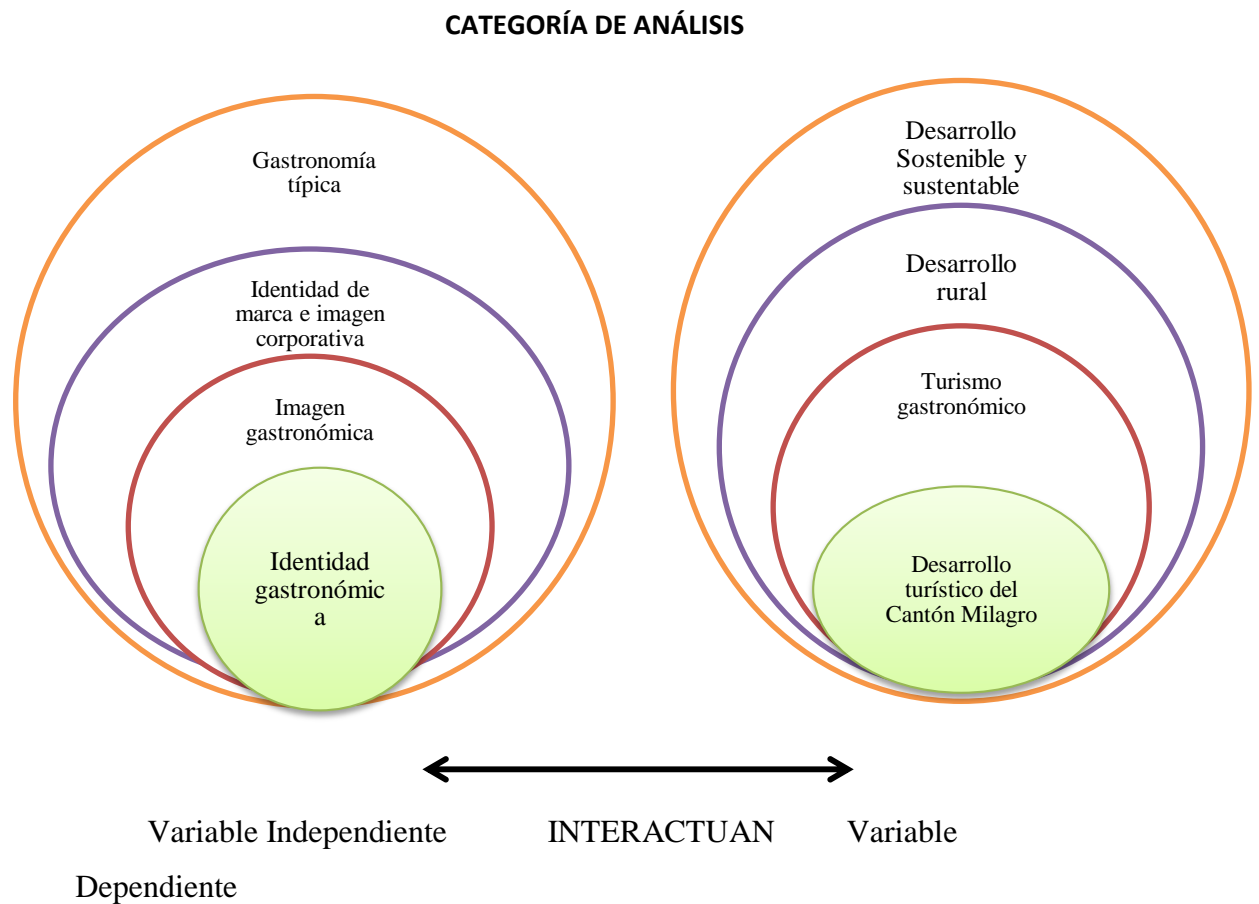 CATEGORÍA DE ANÁLISIS
Gastronomía
típica
Identidad de
marca e imagen
corporativa
Imagen
gastronómica
Identidad
gastronómic
a
Desarrollo
Sostenible y
sustentable
Desarrollo
rural
Turismo
gastronómico
Desarrollo
turístico del
Cantón Milagro
Variable Independiente INTERACTUAN Variable
Dependiente